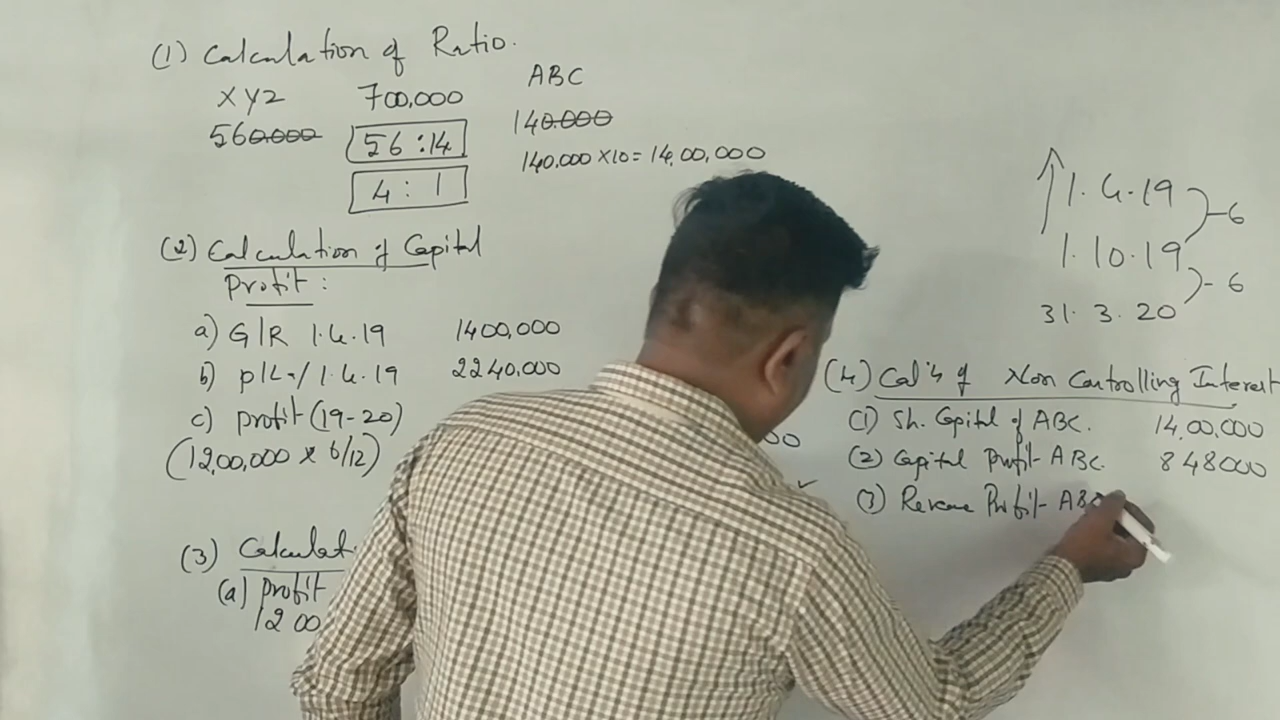 (1) Calculation of Ratio.
XYZ 700,000 ABC
560.000 56:14 140.000
4 : 1 140.000 X10 = 14,00,000
(2) Calculation of Capital
Profit :
a) G/R 1.4.19 1400,000
b) P/L-/1.4.19 2240,000
c) profit (19-20)
(12,00,000 x 6/12)
(3) Calculat
(a) profit
1200
1.4.19
-6
1.10.19
-6
31.3.20
00
(4) Cal'n of Non Controlling Interest
(1) Sh. Capital of ABC. 14,00,000
(2) Capital Profit-ABC. 848000
(3) Revenue Profit-ABC